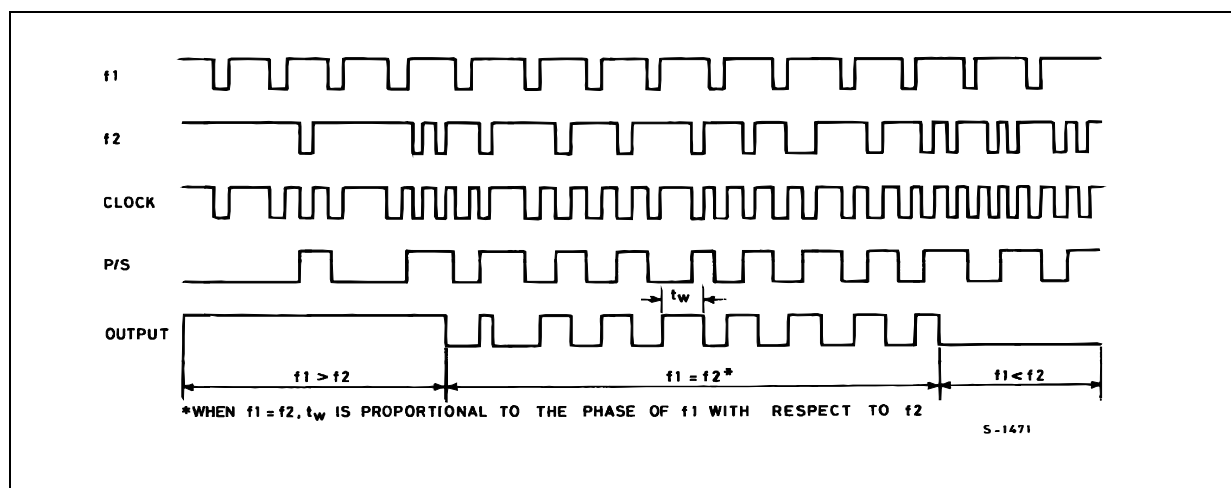 f1
f2
CLOCK
P/S
tw
OUTPUT
f1 > f2
f1 = f2*
f1 < f2
*WHEN f1 = f2, tw IS PROPORTIONAL TO THE PHASE OF f1 WITH RESPECT TO f2
S-1471